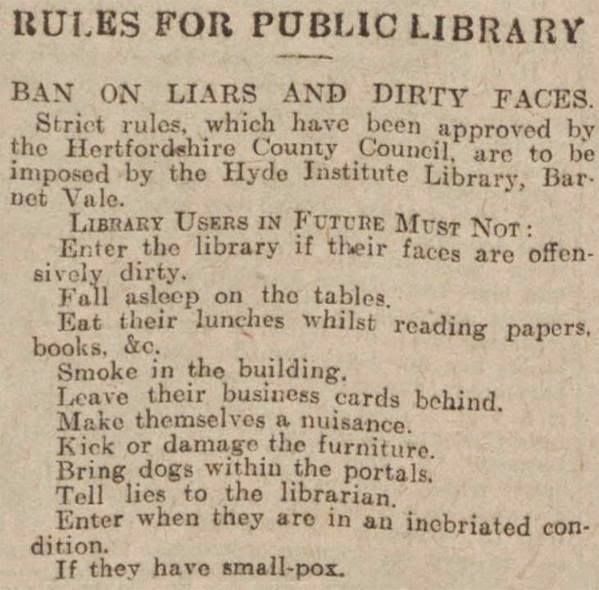 RULES FOR PUBLIC LIBRARY
BAN ON LIARS AND DIRTY FACES.
Strict rules, which have been approved by
the Hertfordshire County Council, are to be
imposed by the Hyde Institute Library, Bar-
net Vale.
LIBRARY USERS IN FUTURE MUST NOT:
Enter the library if their faces are offen-
sively dirty.
Fall asleep on the tables.
Eat their lunches whilst reading papers,
books, &c.
Smoke in the building.
Leave their business cards behind.
Make themselves a nuisance.
Kick or damage the furniture.
Bring dogs within the portals.
Tell lies to the librarian.
Enter when they are in an inebriated con-
dition.
If they have small-pox.